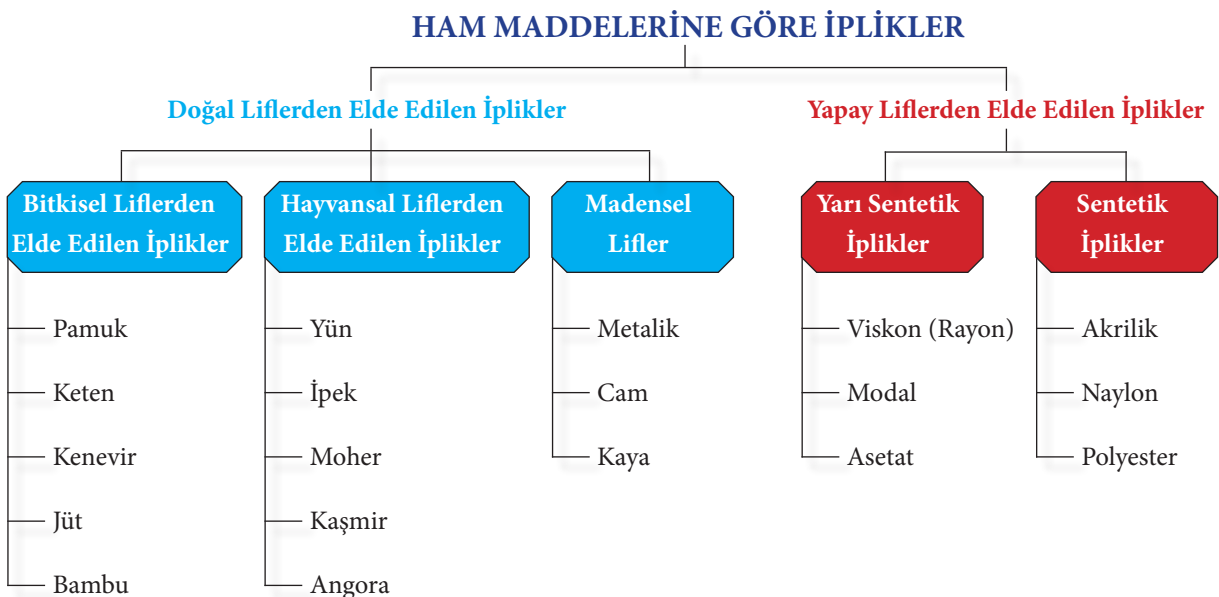 HAM MADDELERİNE GÖRE İPLİKLER
Doğal Liflerden Elde Edilen İplikler
Yapay Liflerden Elde Edilen İplikler
Bitkisel Liflerden
Elde Edilen İplikler
Hayvansal Liflerden
Elde Edilen İplikler
Madensel
Lifler
Yarı Sentetik
İplikler
Sentetik
İplikler
Pamuk
Keten
Kenevir
Jüt
Bambu
Yün
İpek
Moher
Kaşmir
Angora
Metalik
Cam
Kaya
Viskon (Rayon)
Modal
Asetat
Akrilik
Naylon
Polyester